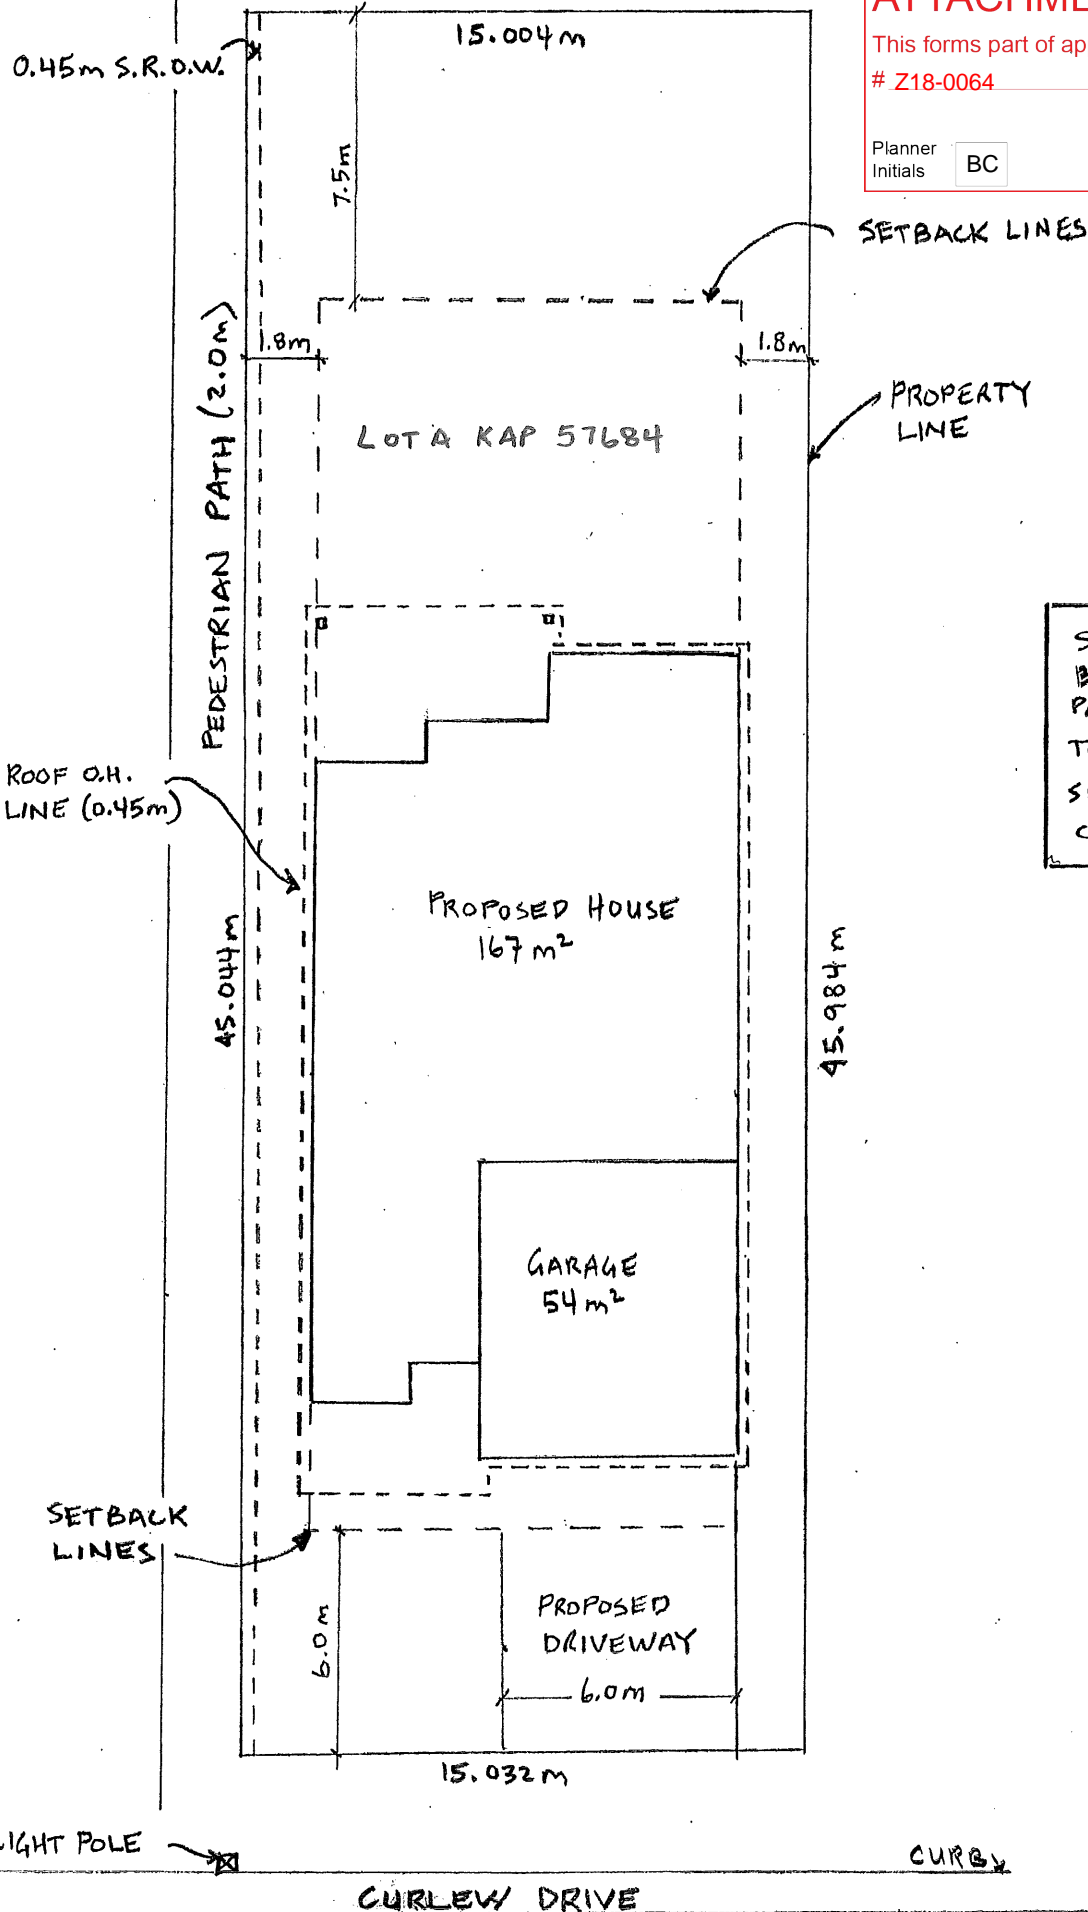 ATTACHME
This forms part of ap
# Z18-0064
Planner
Initials
BC
15.004m
0.45m S.R.O.W.
7.5m
SETBACK LINES
1.8m
1.8m
PEDESTRIAN PATH (2.0m)
PROPERTY
LINE
LOT A KAP 57684
ROOF O.H.
LINE (0.45m)
PROPOSED HOUSE
167 m²
45.044m
45.984m
GARAGE
54 m²
SETBACK
LINES
6.0m
PROPOSED
DRIVEWAY
6.0m
15.032m
LIGHT POLE
CURB
CURLEW DRIVE